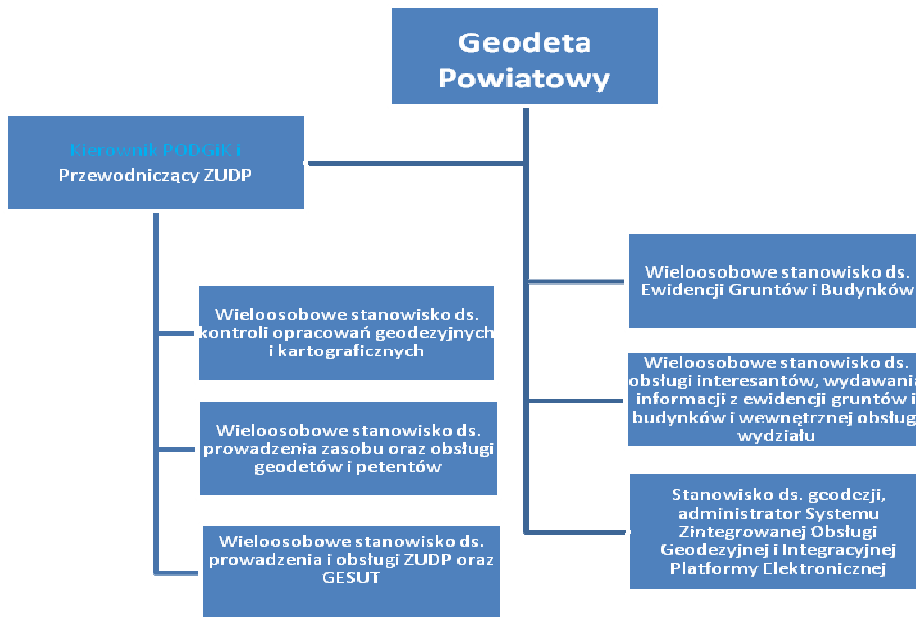 Geodeta
Powiatowy
Kierownik PODGiK i
Przewodniczący ZUDP
Wieloosobowe stanowisko ds.
kontroli opracowań geodezyjnych
i kartograficznych
Wieloosobowe stanowisko ds.
prowadzenia zasobu oraz obsługi
geodetów i petentów
Wieloosobowe stanowisko ds.
prowadzenia i obsługi ZUDP oraz
GESUT
Wieloosobowe stanowisko ds.
Ewidencji Gruntów i Budynków
Wieloosobowe stanowisko ds.
obsługi interesantów, wydawania
informacji z ewidencji gruntów i
budynków i wewnętrznej obsługi
wydziału
Stanowisko ds. geodezji,
administrator Systemu
Zintegrowanej Obsługi
Geodezyjnej i Integracyjnej
Platformy Elektronicznej